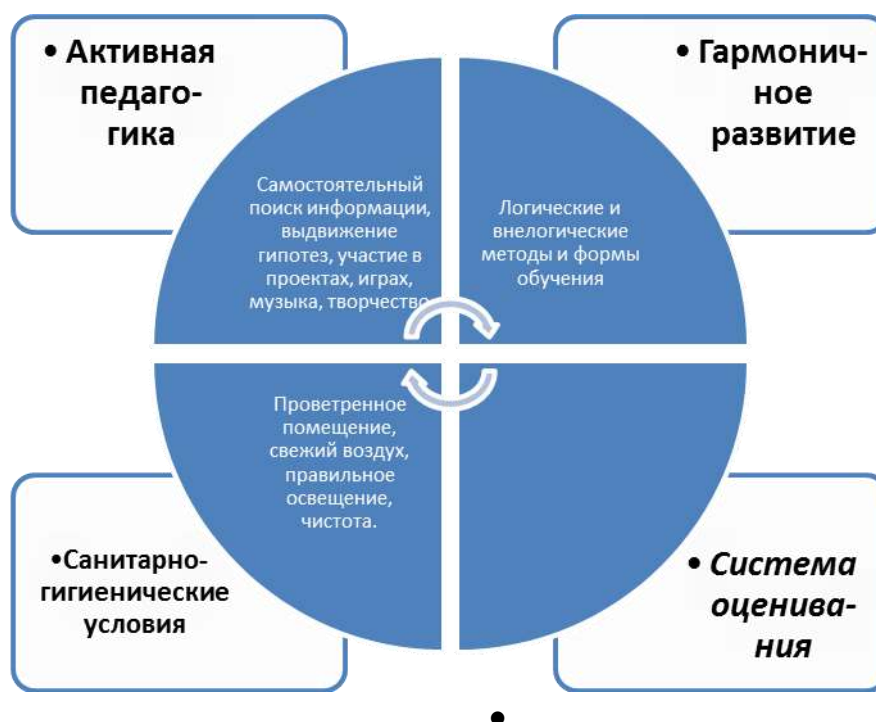 • Активная
педаго-
гика
• Гармонич-
ное
развитие
Самостоятельный
поиск информации,
выдвижение
гипотез, участие в
проектах, играх,
музыка, творчество
Логические и
внелогические
методы и формы
обучения
Проветренное
помещение,
свежий воздух,
правильное
освещение,
чистота.
•Санитарно-
гигиенические
условия
• Система
оценива-
ния
•